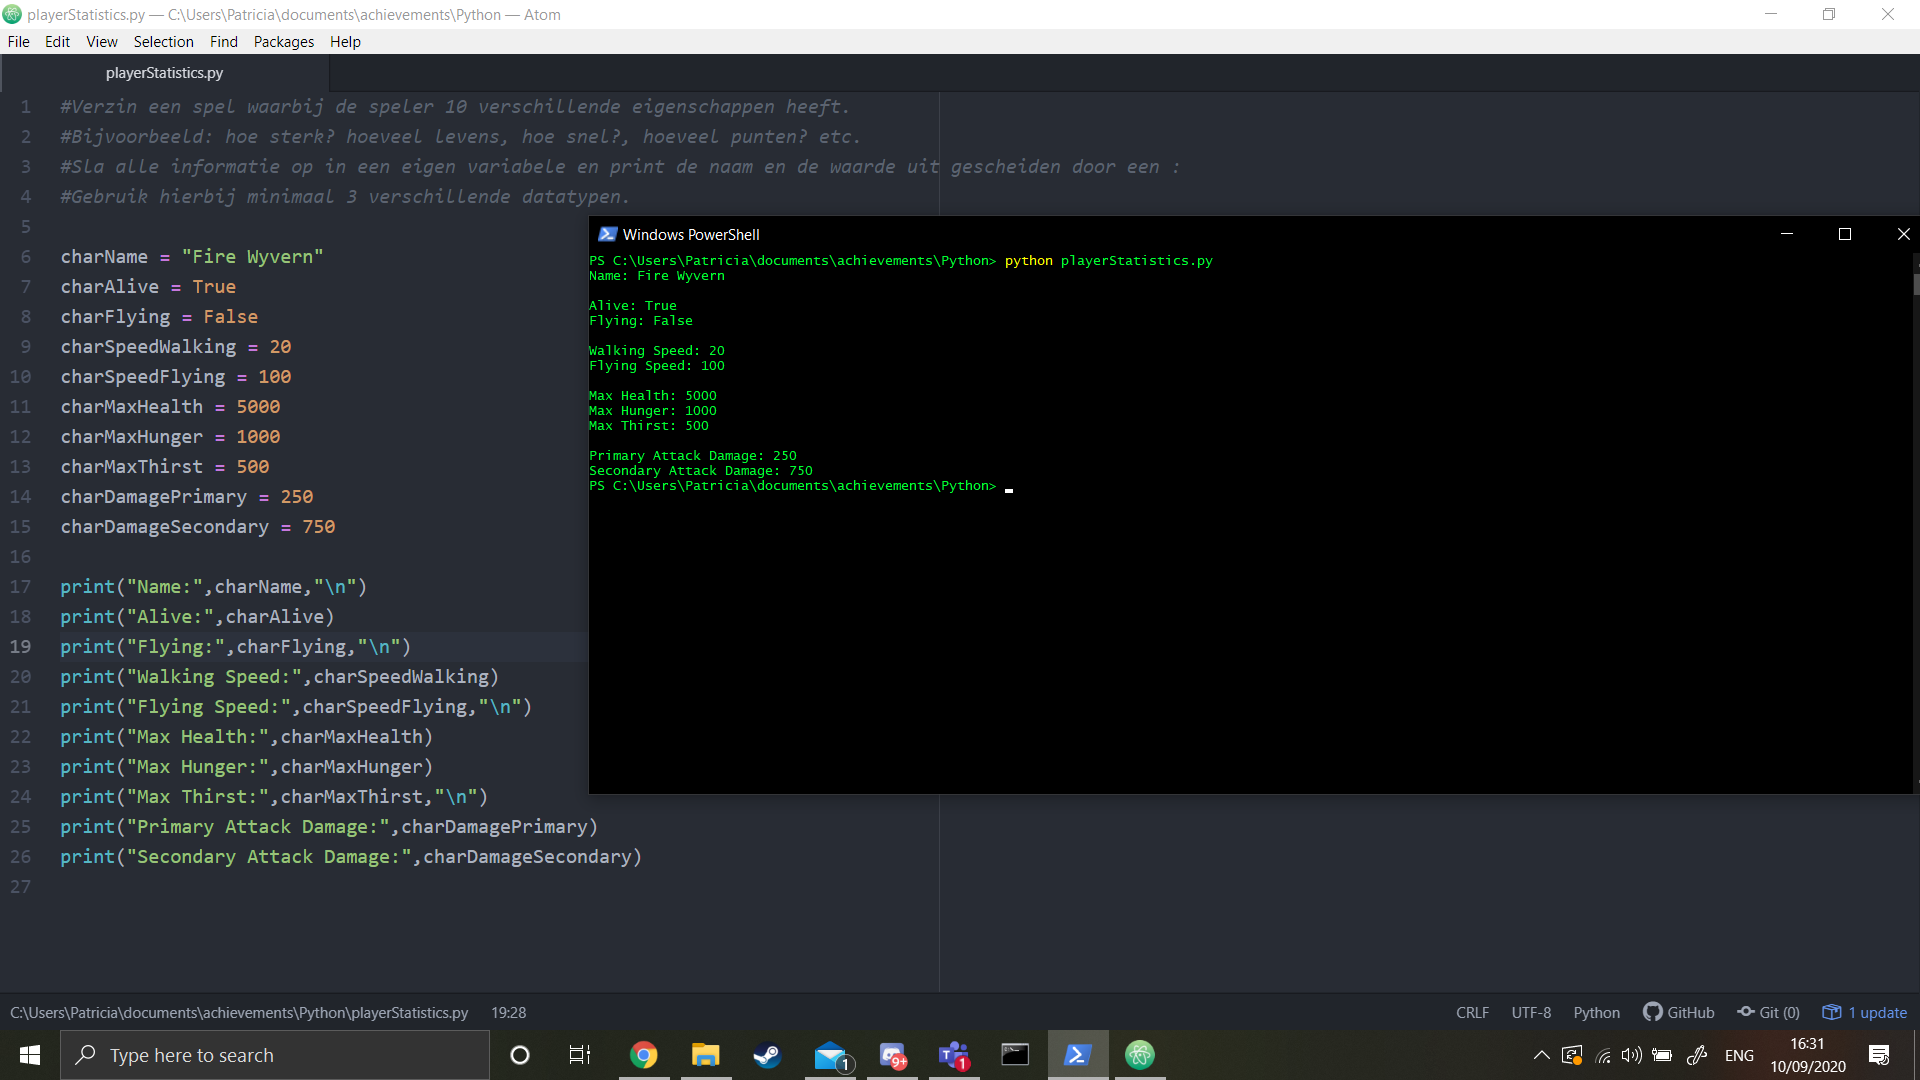 playerStatistics.py — C:\Users\Patricia\documents\achievements\Python — Atom
File Edit View Selection Find Packages Help
playerStatistics.py
1 #Verzin een spel waarbij de speler 10 verschillende eigenschappen heeft.
2 #Bijvoorbeeld: hoe sterk? hoeveel levens, hoe snel?, hoeveel punten? etc.
3 #Sla alle informatie op in een eigen variabele en print de naam en de waarde uit gescheiden door een :
4 #Gebruik hierbij minimaal 3 verschillende datatypen.
5
6 charName = "Fire Wyvern"
7 charAlive = True
8 charFlying = False
9 charSpeedWalking = 20
10 charSpeedFlying = 100
11 charMaxHealth = 5000
12 charMaxHunger = 1000
13 charMaxThirst = 500
14 charDamagePrimary = 250
15 charDamageSecondary = 750
16
17 print("Name:",charName,"\n")
18 print("Alive:",charAlive)
19 print("Flying:",charFlying,"\n")
20 print("Walking Speed:",charSpeedWalking)
21 print("Flying Speed:",charSpeedFlying,"\n")
22 print("Max Health:",charMaxHealth)
23 print("Max Hunger:",charMaxHunger)
24 print("Max Thirst:",charMaxThirst,"\n")
25 print("Primary Attack Damage:",charDamagePrimary)
26 print("Secondary Attack Damage:",charDamageSecondary)
27
Windows PowerShell
PS C:\Users\Patricia\documents\achievements\Python> python playerStatistics.py
Name: Fire Wyvern
Alive: True
Flying: False
Walking Speed: 20
Flying Speed: 100
Max Health: 5000
Max Hunger: 1000
Max Thirst: 500
Primary Attack Damage: 250
Secondary Attack Damage: 750
PS C:\Users\Patricia\documents\achievements\Python>
C:\Users\Patricia\documents\achievements\Python\playerStatistics.py 19:28 CRLF UTF-8 Python GitHub Git (0) 1 update
Type here to search 1 9+ 1 ENG
16:31
10/09/2020